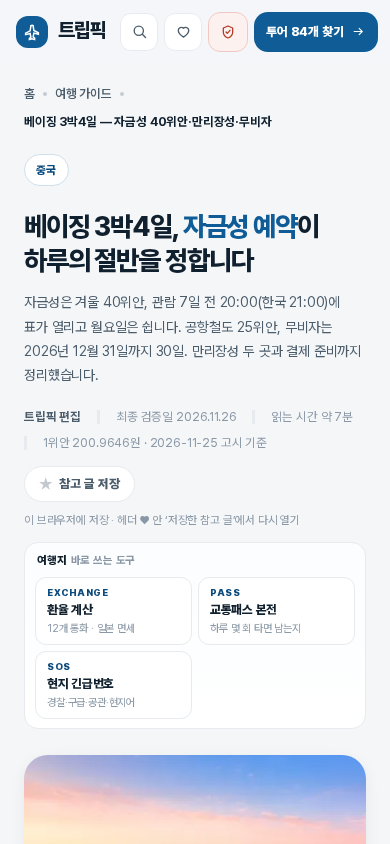 트립픽
투어 84개 찾기 →
홈 • 여행 가이드 •
베이징 3박4일 — 자금성 40위안·만리장성·무비자
중국
베이징 3박4일, 자금성 예약이
하루의 절반을 정합니다
자금성은 겨울 40위안, 관람 7일 전 20:00(한국 21:00)에
표가 열리고 월요일은 쉽니다. 공항철도 25위안, 무비자는
2026년 12월 31일까지 30일. 만리장성 두 곳과 결제 준비까지
정리했습니다.
트립픽 편집 | 최종 검증일 2026.11.26 | 읽는 시간 약 7분
| 1위안 200.9646원 · 2026-11-25 고시 기준
★ 참고 글 저장
이 브라우저에 저장 · 헤더 ♥ 안 '저장한 참고 글'에서 다시 열기
여행지 바로 쓰는 도구
EXCHANGE
환율 계산
12개 통화 · 일본 면세
PASS
교통패스 본전
하루 몇 회 타면 남는지
SOS
현지 긴급번호
경찰·구급·공관·현지어